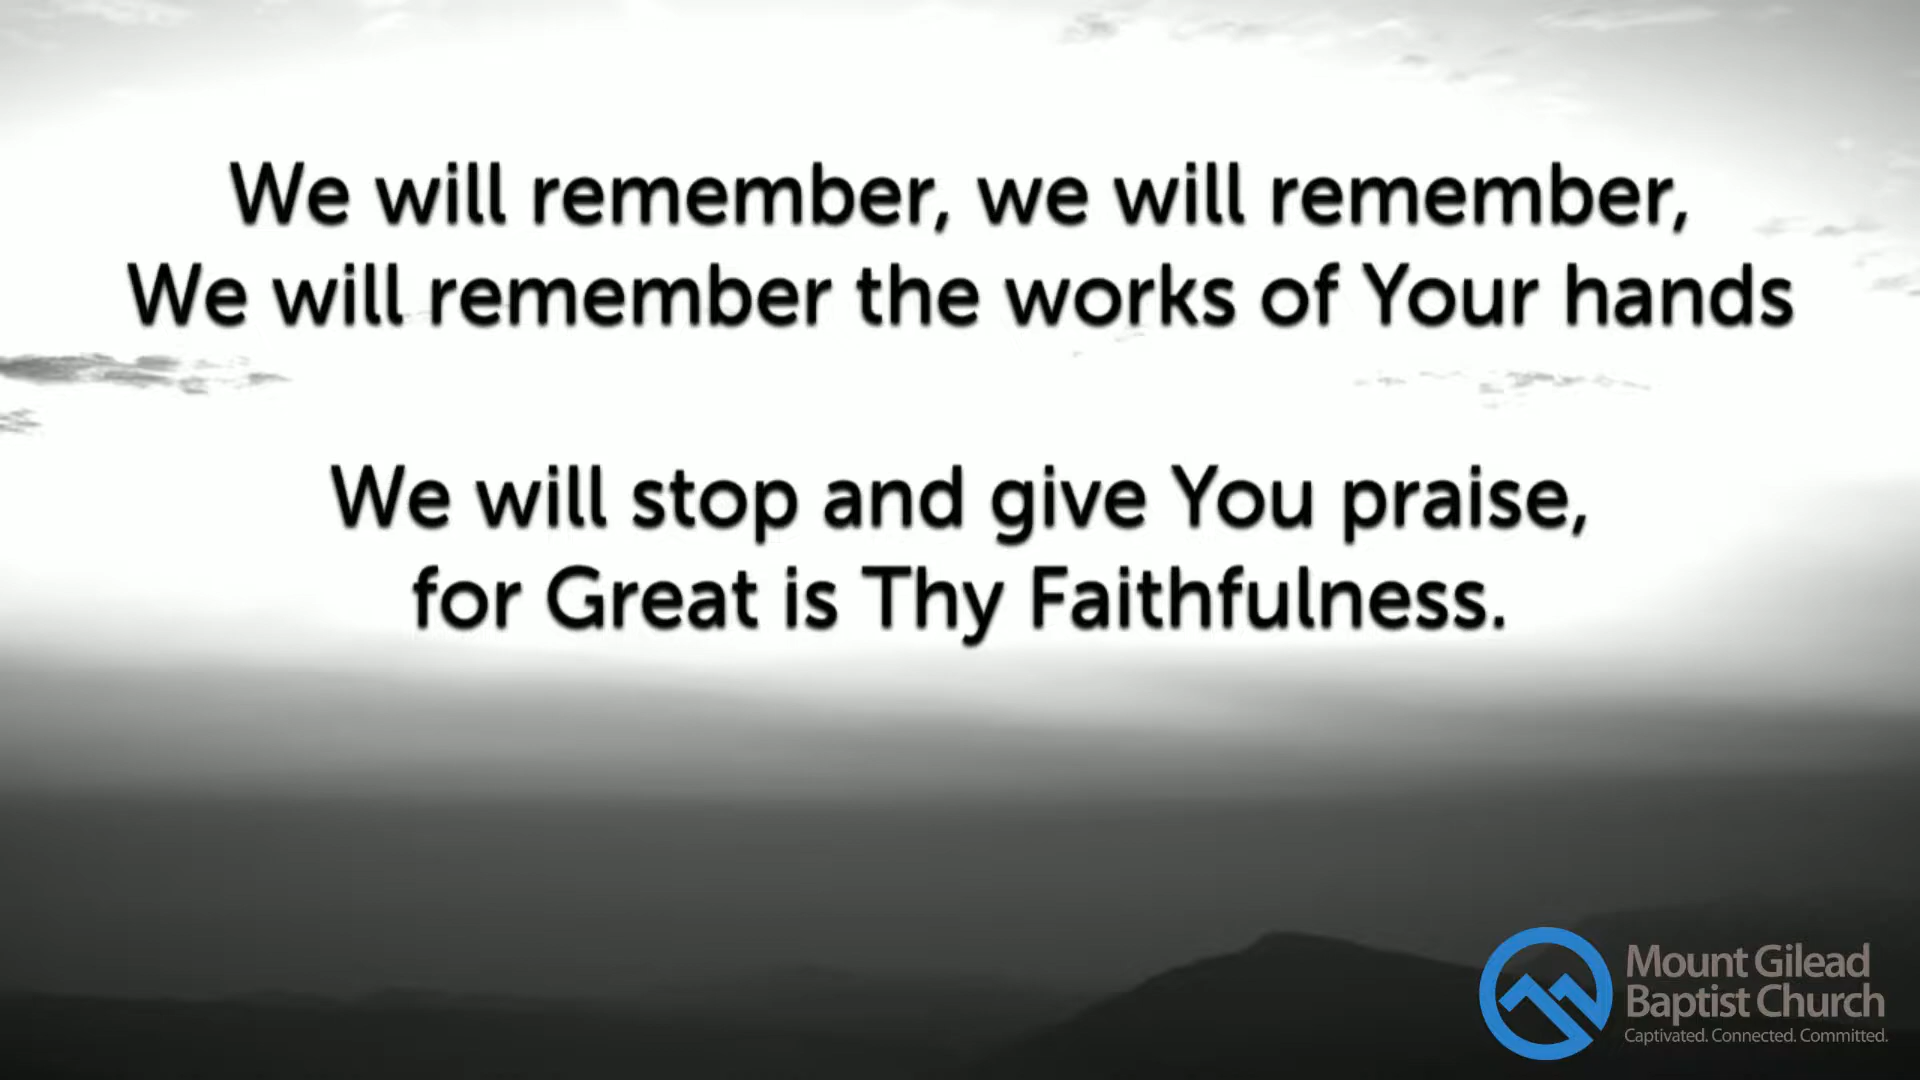 We will remember, we will remember,
We will remember the works of Your hands
We will stop and give You praise,
for Great is Thy Faithfulness.
Mount Gilead
Baptist Church
Captivated. Connected. Committed.